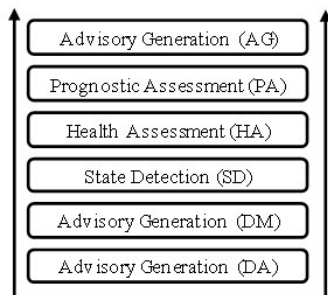 Advisory Generation (AG)
Prognostic Assessment (PA)
Health Assessment (HA)
State Detection (SD)
Advisory Generation (DM)
Advisory Generation (DA)